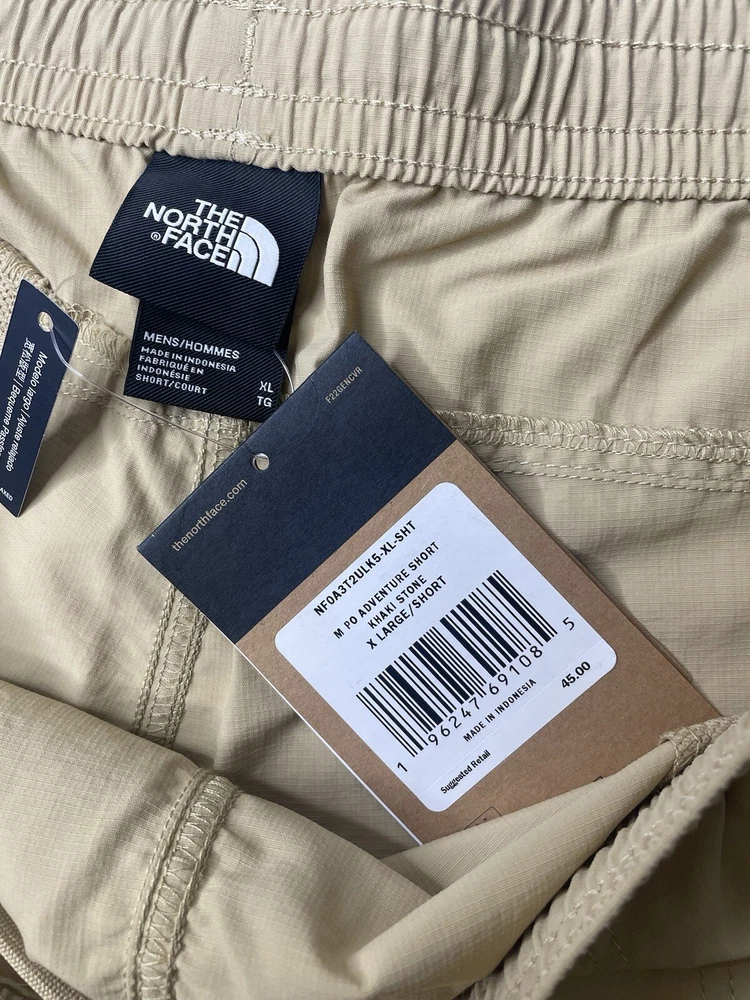 THE
NORTH
® FACE
MENS/HOMMES
MADE IN INDONESIA
FABRIQUÉ EN
INDONÉSIE
SHORT/COURT
XL
TG
Modelo largo / Ajuste relajado
F22GENCVR
thenorthface.com
NF0A3T2ULK5-XL-SHT
M PO ADVENTURE SHORT
KHAKI STONE
X LARGE/SHORT
1 96247 69108 5
MADE IN INDONESIA
45.00
Suggested Retail